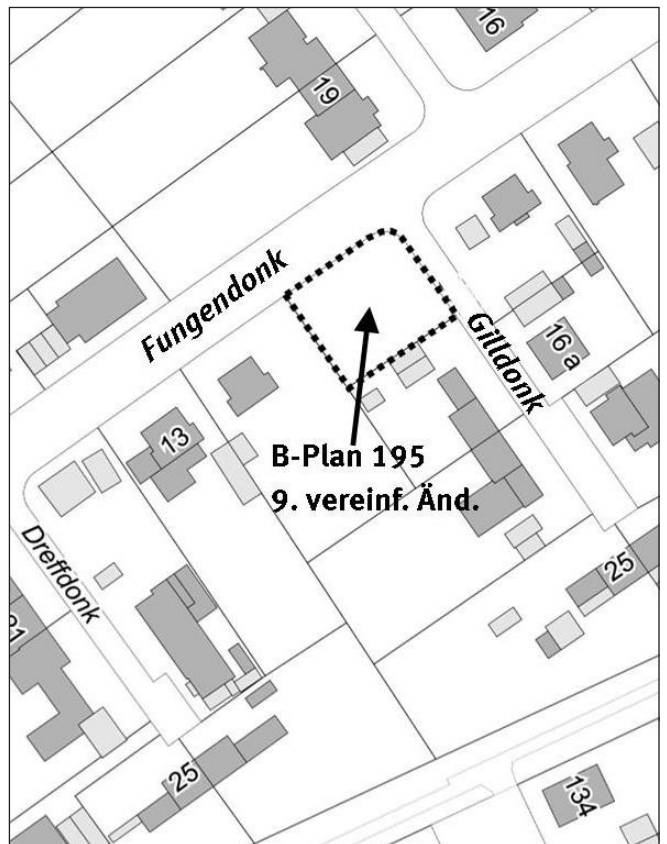 16
19
Fungendonk
Gilldonk
16 a
13
B-Plan 195
9. vereinf. Änd.
Dreffdonk
25
25
134